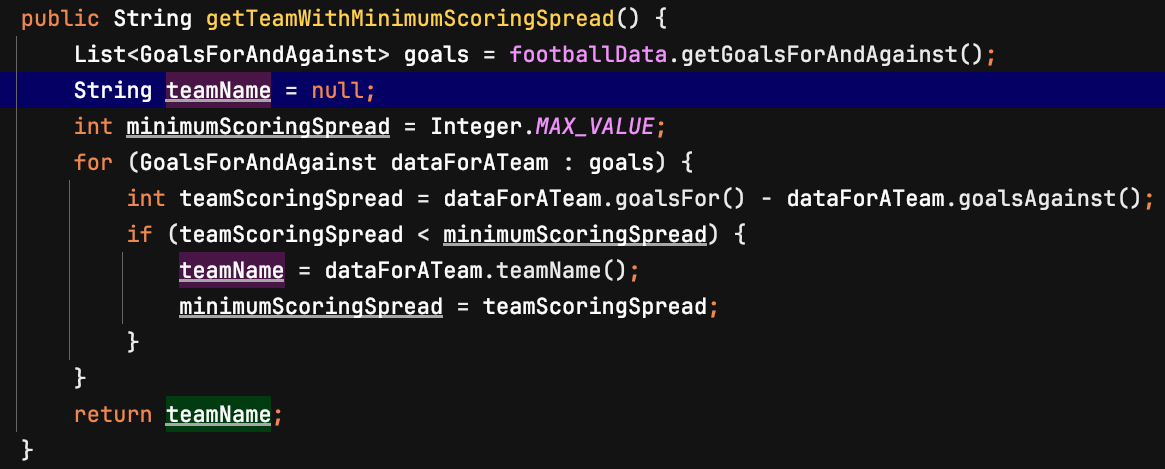 public String getTeamWithMinimumScoringSpread() {
    List<GoalsForAndAgainst> goals = footballData.getGoalsForAndAgainst();
    String teamName = null;
    int minimumScoringSpread = Integer.MAX_VALUE;
    for (GoalsForAndAgainst dataForATeam : goals) {
        int teamScoringSpread = dataForATeam.goalsFor() - dataForATeam.goalsAgainst();
        if (teamScoringSpread < minimumScoringSpread) {
            teamName = dataForATeam.teamName();
            minimumScoringSpread = teamScoringSpread;
        }
    }
    return teamName;
}